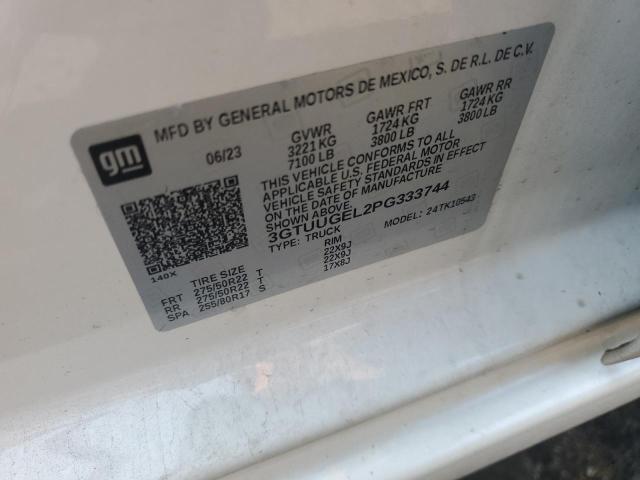 gm
MFD BY GENERAL MOTORS DE MEXICO, S. DE R.L. DE C.V.
06/23 GVWR GAWR FRT GAWR RR
3221 KG 1724 KG 1724 KG
7100 LB 3800 LB 3800 LB
THIS VEHICLE CONFORMS TO ALL
APPLICABLE U.S. FEDERAL MOTOR
VEHICLE SAFETY STANDARDS IN EFFECT
ON THE DATE OF MANUFACTURE SHOWN ABOVE.
3GTUUGEL2PG333744
TYPE: TRUCK MODEL: 24TK10543
140X
TIRE SIZE RIM
FRT 275/50R22 T 22X9J
RR 275/50R22 T 22X9J
SPA 255/80R17 S 17X8J